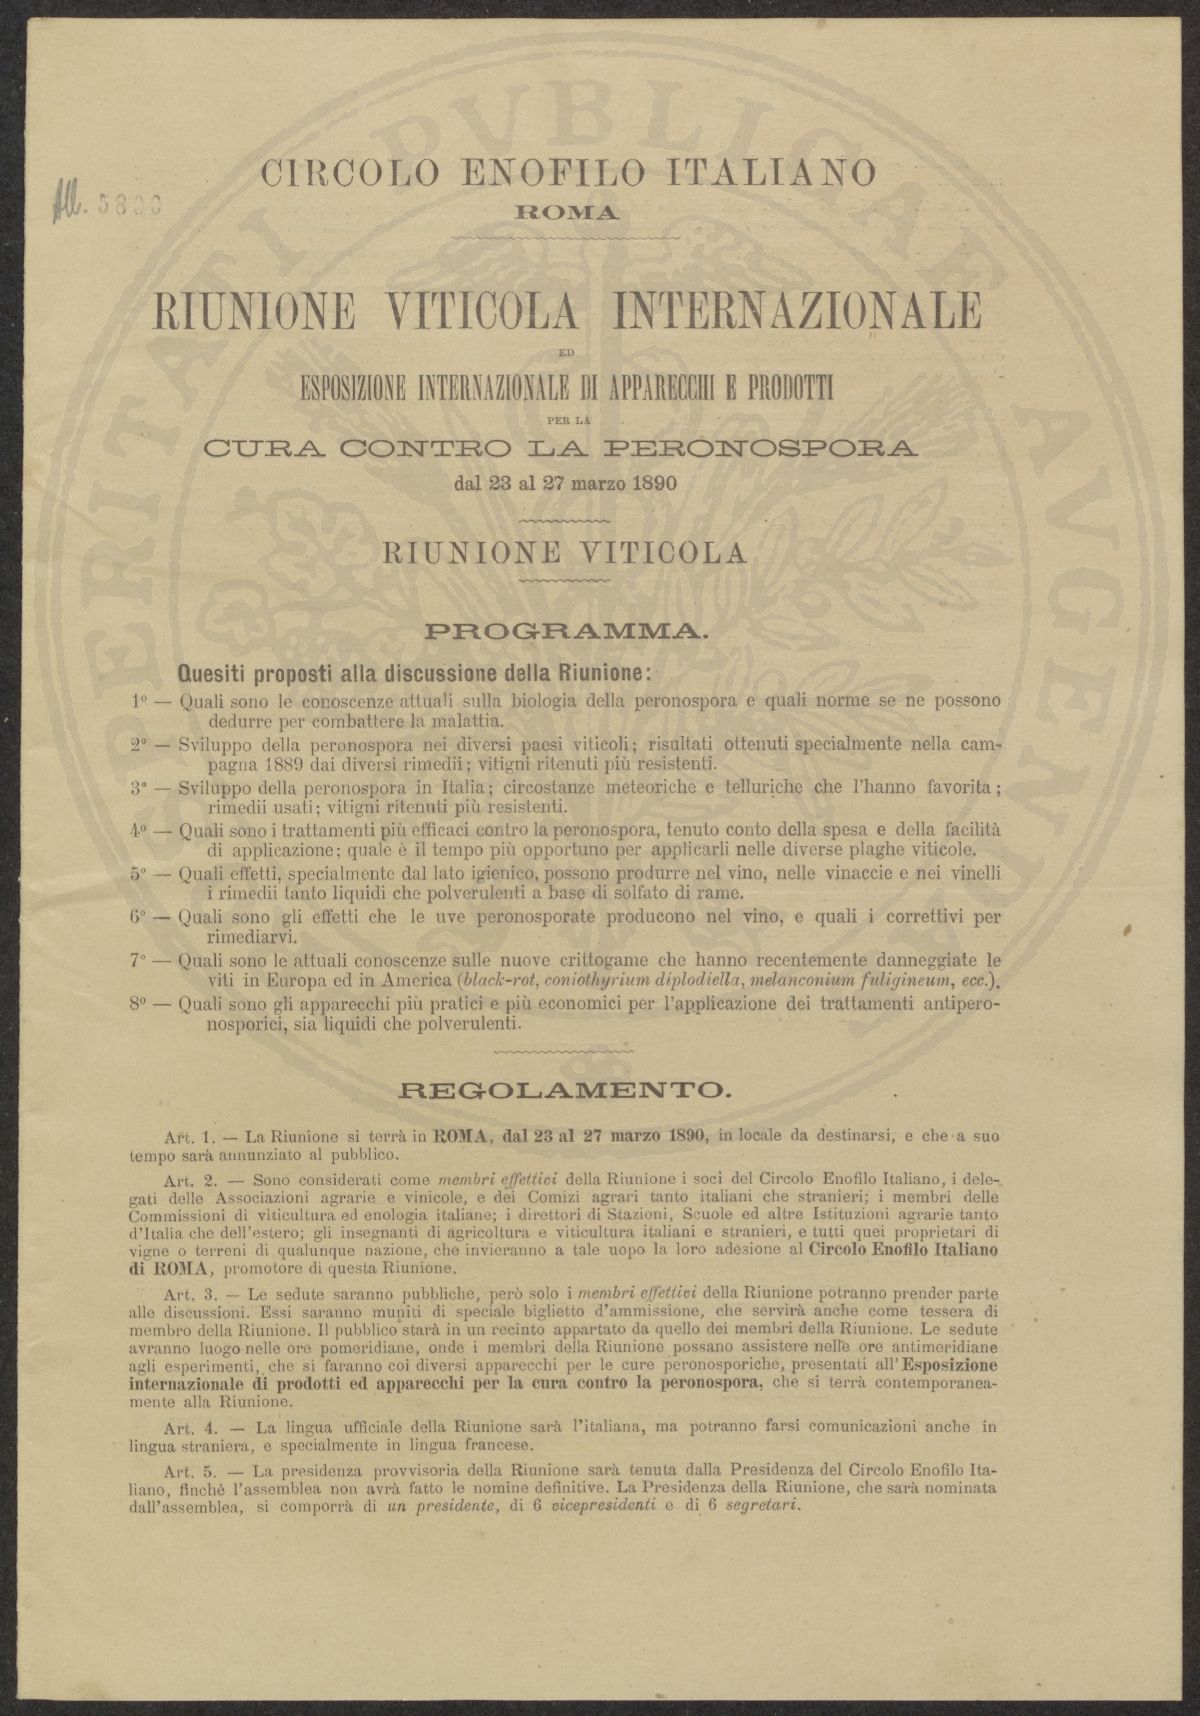 PROSPERITATI PVBLICAE AVGENDAE
All. 5800
CIRCOLO ENOFILO ITALIANO
ROMA
RIUNIONE VITICOLA INTERNAZIONALE
ED
ESPOSIZIONE INTERNAZIONALE DI APPARECCHI E PRODOTTI
PER LA
CURA CONTRO LA PERONOSPORA
dal 23 al 27 marzo 1890
RIUNIONE VITICOLA
PROGRAMMA.
Quesiti proposti alla discussione della Riunione:
1º — Quali sono le conoscenze attuali sulla biologia della peronospora e quali norme se ne possono
dedurre per combattere la malattia.
2º — Sviluppo della peronospora nei diversi paesi viticoli; risultati ottenuti specialmente nella cam-
pagna 1889 dai diversi rimedii; vitigni ritenuti più resistenti.
3º — Sviluppo della peronospora in Italia; circostanze meteoriche e telluriche che l'hanno favorita;
rimedii usati; vitigni ritenuti più resistenti.
4º — Quali sono i trattamenti più efficaci contro la peronospora, tenuto conto della spesa e della facilità
di applicazione; quale è il tempo più opportuno per applicarli nelle diverse plaghe viticole.
5º — Quali effetti, specialmente dal lato igienico, possono produrre nel vino, nelle vinaccie e nei vinelli
i rimedii tanto liquidi che polverulenti a base di solfato di rame.
6º — Quali sono gli effetti che le uve peronosporate producono nel vino, e quali i correttivi per
rimediarvi.
7º — Quali sono le attuali conoscenze sulle nuove crittogame che hanno recentemente danneggiate le
viti in Europa ed in America (black-rot, coniothyrium diplodiella, melanconium fuligineum, ecc.).
8º — Quali sono gli apparecchi più pratici e più economici per l'applicazione dei trattamenti antipero-
nosporici, sia liquidi che polverulenti.
REGOLAMENTO.
Art. 1. — La Riunione si terrà in ROMA, dal 23 al 27 marzo 1890, in locale da destinarsi, e che a suo
tempo sarà annunziato al pubblico.
Art. 2. — Sono considerati come membri effettivi della Riunione i soci del Circolo Enofilo Italiano, i dele-
gati delle Associazioni agrarie e vinicole, e dei Comizi agrari tanto italiani che stranieri; i membri delle
Commissioni di viticultura ed enologia italiane; i direttori di Stazioni, Scuole ed altre Istituzioni agrarie tanto
d'Italia che dell'estero; gli insegnanti di agricoltura e viticultura italiani e stranieri, e tutti quei proprietari di
vigne o terreni di qualunque nazione, che invieranno a tale uopo la loro adesione al Circolo Enofilo Italiano
di ROMA, promotore di questa Riunione.
Art. 3. — Le sedute saranno pubbliche, però solo i membri effettivi della Riunione potranno prender parte
alle discussioni. Essi saranno muniti di speciale biglietto d'ammissione, che servirà anche come tessera di
membro della Riunione. Il pubblico starà in un recinto appartato da quello dei membri della Riunione. Le sedute
avranno luogo nelle ore pomeridiane, onde i membri della Riunione possano assistere nelle ore antimeridiane
agli esperimenti, che si faranno coi diversi apparecchi per le cure peronosporiche, presentati all'Esposizione
internazionale di prodotti ed apparecchi per la cura contro la peronospora, che si terrà contemporanea-
mente alla Riunione.
Art. 4. — La lingua ufficiale della Riunione sarà l'italiana, ma potranno farsi comunicazioni anche in
lingua straniera, e specialmente in lingua francese.
Art. 5. — La presidenza provvisoria della Riunione sarà tenuta dalla Presidenza del Circolo Enofilo Ita-
liano, finchè l'assemblea non avrà fatto le nomine definitive. La Presidenza della Riunione, che sarà nominata
dall'assemblea, si comporrà di un presidente, di 6 vicepresidenti e di 6 segretari.